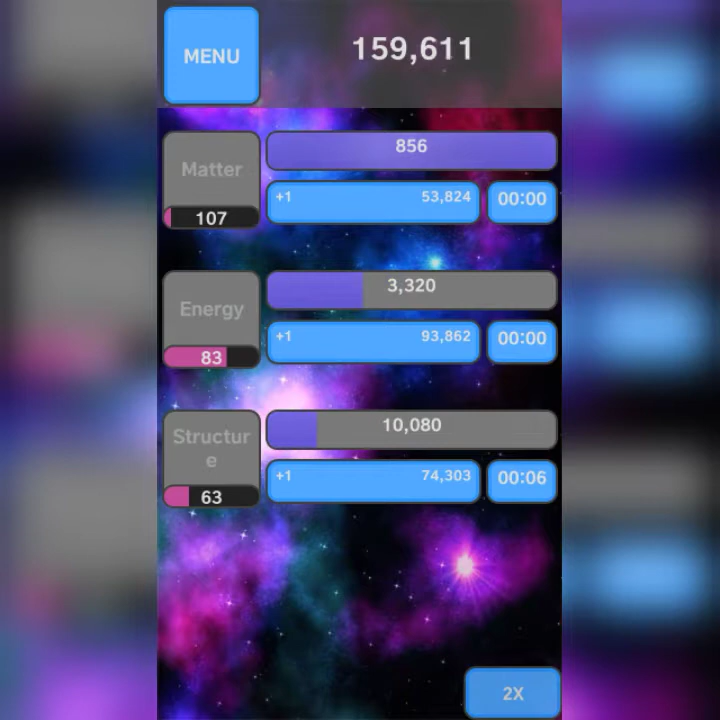 MENU
159,611
Matter
107
856
+1 53,824 00:00
Energy
83
3,320
+1 93,862 00:00
Structur
e
63
10,080
+1 74,303 00:06
2X